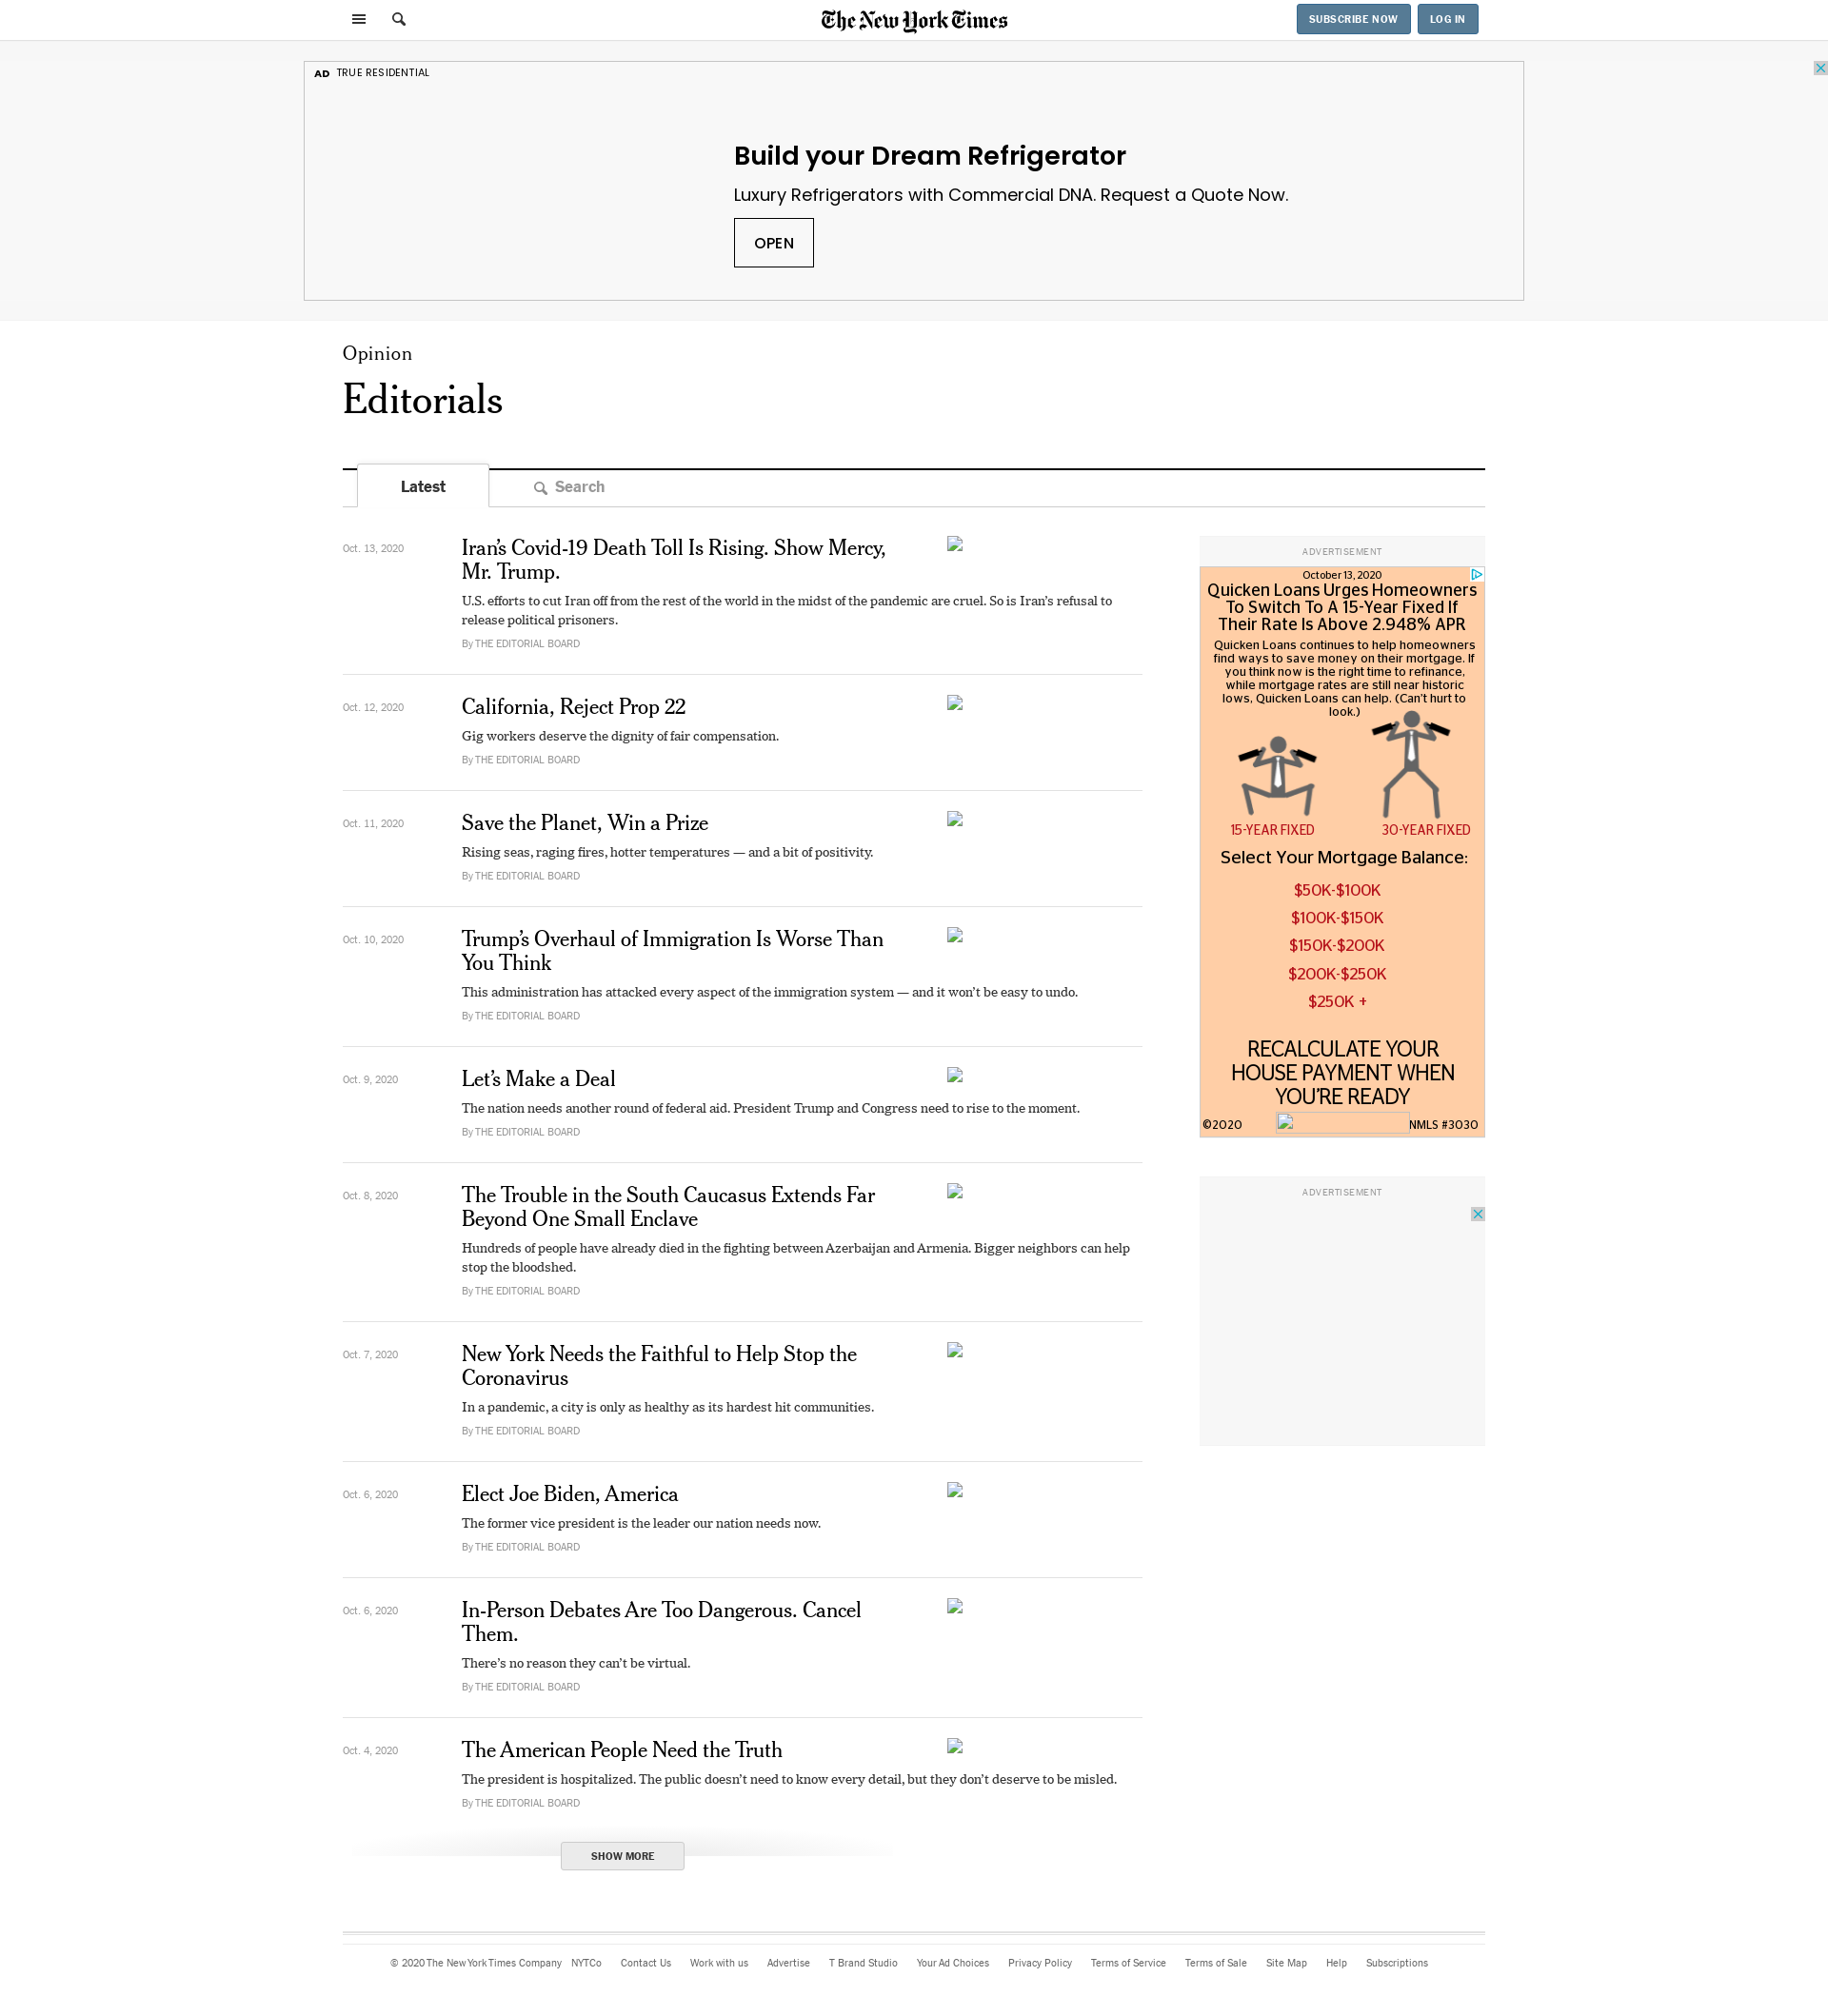 The New York Times
SUBSCRIBE NOW
LOG IN
AD TRUE RESIDENTIAL
Build your Dream Refrigerator
Luxury Refrigerators with Commercial DNA. Request a Quote Now.
OPEN
Opinion
Editorials
Latest
Search
Oct. 13, 2020
Iran’s Covid-19 Death Toll Is Rising. Show Mercy,
Mr. Trump.
U.S. efforts to cut Iran off from the rest of the world in the midst of the pandemic are cruel. So is Iran’s refusal to
release political prisoners.
By THE EDITORIAL BOARD
Oct. 12, 2020
California, Reject Prop 22
Gig workers deserve the dignity of fair compensation.
By THE EDITORIAL BOARD
Oct. 11, 2020
Save the Planet, Win a Prize
Rising seas, raging fires, hotter temperatures — and a bit of positivity.
By THE EDITORIAL BOARD
Oct. 10, 2020
Trump’s Overhaul of Immigration Is Worse Than
You Think
This administration has attacked every aspect of the immigration system — and it won’t be easy to undo.
By THE EDITORIAL BOARD
Oct. 9, 2020
Let’s Make a Deal
The nation needs another round of federal aid. President Trump and Congress need to rise to the moment.
By THE EDITORIAL BOARD
Oct. 8, 2020
The Trouble in the South Caucasus Extends Far
Beyond One Small Enclave
Hundreds of people have already died in the fighting between Azerbaijan and Armenia. Bigger neighbors can help
stop the bloodshed.
By THE EDITORIAL BOARD
Oct. 7, 2020
New York Needs the Faithful to Help Stop the
Coronavirus
In a pandemic, a city is only as healthy as its hardest hit communities.
By THE EDITORIAL BOARD
Oct. 6, 2020
Elect Joe Biden, America
The former vice president is the leader our nation needs now.
By THE EDITORIAL BOARD
Oct. 6, 2020
In-Person Debates Are Too Dangerous. Cancel
Them.
There’s no reason they can’t be virtual.
By THE EDITORIAL BOARD
Oct. 4, 2020
The American People Need the Truth
The president is hospitalized. The public doesn’t need to know every detail, but they don’t deserve to be misled.
By THE EDITORIAL BOARD
SHOW MORE
ADVERTISEMENT
October 13, 2020
Quicken Loans Urges Homeowners
To Switch To A 15-Year Fixed If
Their Rate Is Above 2.948% APR
Quicken Loans continues to help homeowners
find ways to save money on their mortgage. If
you think now is the right time to refinance,
while mortgage rates are still near historic
lows, Quicken Loans can help. (Can’t hurt to
look.)
15-YEAR FIXED
30-YEAR FIXED
Select Your Mortgage Balance:
$50K-$100K
$100K-$150K
$150K-$200K
$200K-$250K
$250K +
RECALCULATE YOUR
HOUSE PAYMENT WHEN
YOU’RE READY
©2020
NMLS #3030
ADVERTISEMENT
© 2020 The New York Times Company NYTCo Contact Us Work with us Advertise T Brand Studio Your Ad Choices Privacy Policy Terms of Service Terms of Sale Site Map Help Subscriptions